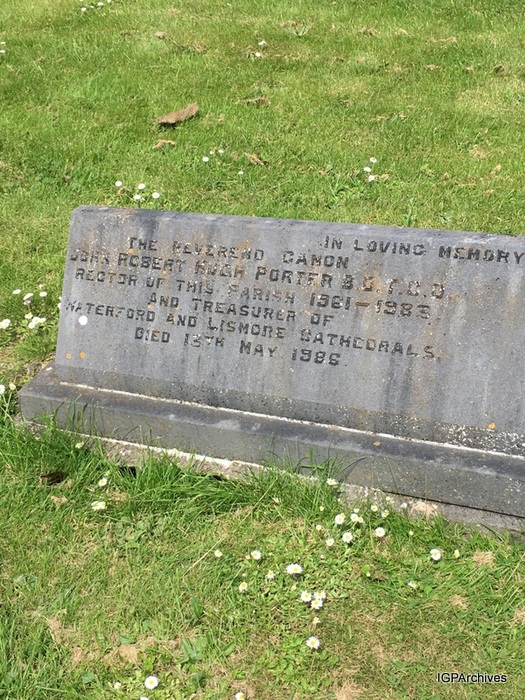 IN LOVING MEMORY
THE REVEREND CANON
JOHN ROBERT HUGH PORTER B.D. T.C.D.
RECTOR OF THIS PARISH 1961-1983.
AND TREASURER OF
WATERFORD AND LISMORE CATHEDRALS.
DIED 13TH MAY 1986.
IGPArchives